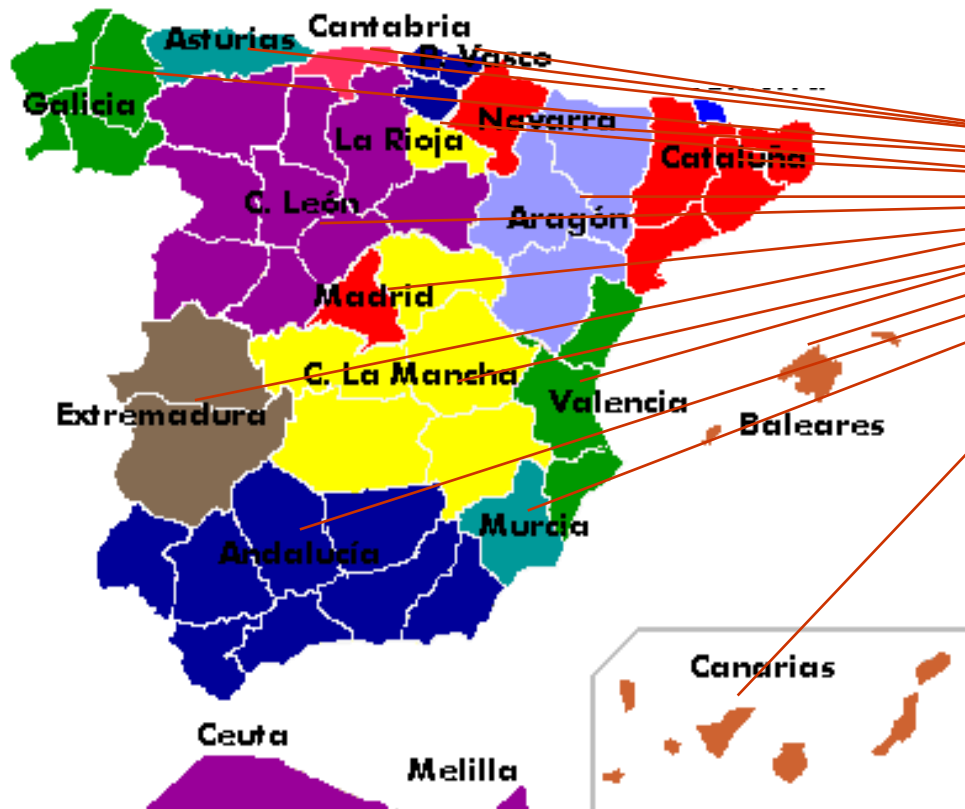 Cantabria
Asturias
P. Vasco
Galicia
Navarra
La Rioja
Cataluña
C. León
Aragón
Madrid
C. La Mancha
Valencia
Extremadura
Baleares
Murcia
Andalucía
Canarias
Ceuta
Melilla